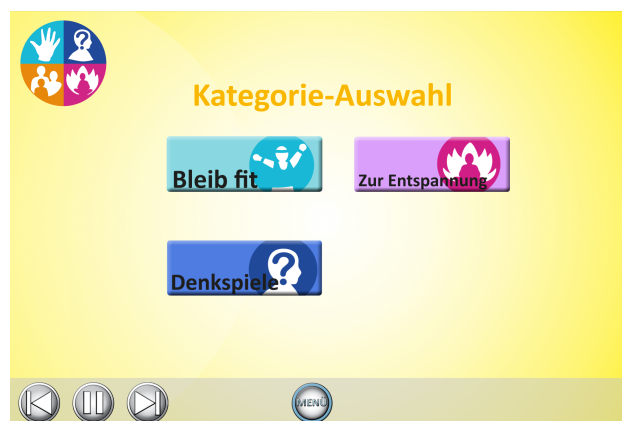 Kategorie-Auswahl
Bleib fit
Zur Entspannung
Denkspiele
MENÜ